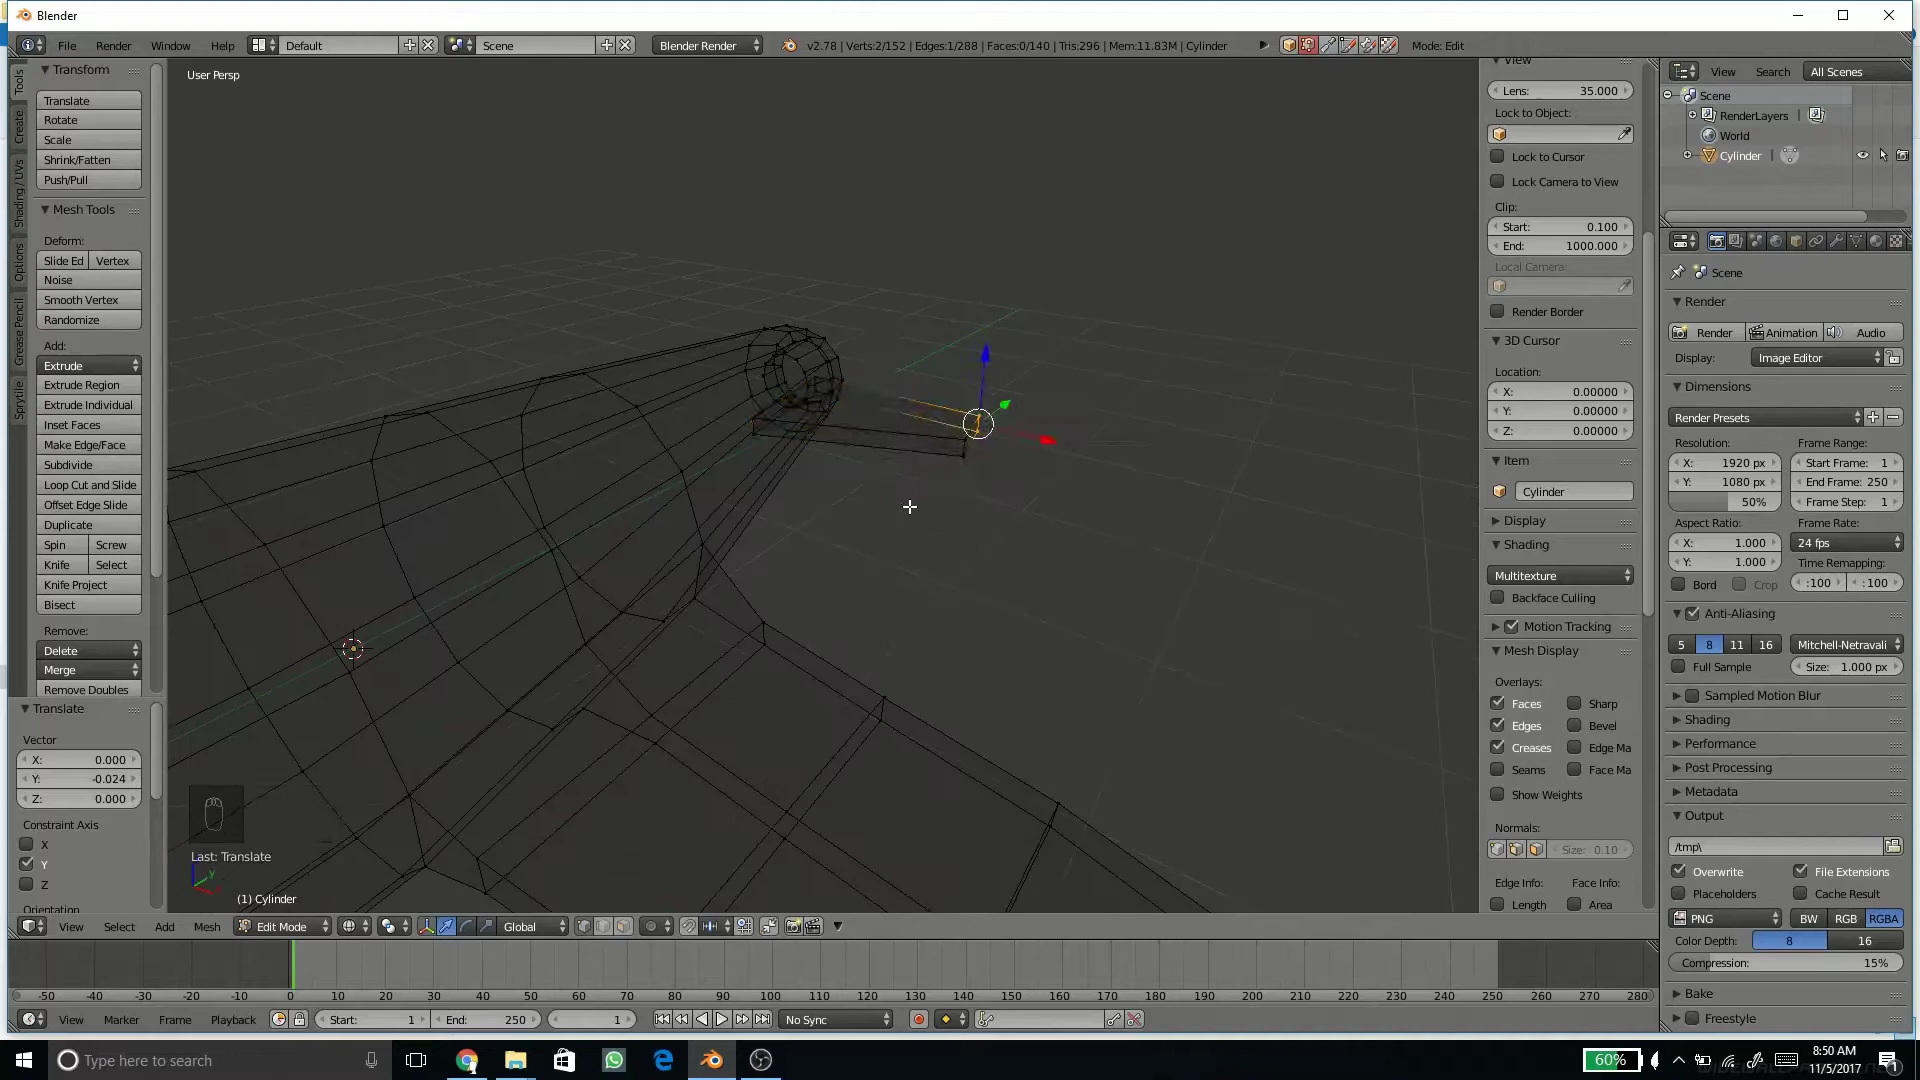 Blender
File Render Window Help Default Scene Blender Render v2.78 | Verts:2/152 | Edges:1/288 | Faces:0/140 | Tris:296 | Mem:11.83M | Cylinder Mode: Edit
User Persp
Tools
Create
Shading / UVs
Options
Grease Pencil
Sprytile
Transform
Translate
Rotate
Scale
Shrink/Fatten
Push/Pull
Mesh Tools
Deform:
Slide Ed Vertex
Noise
Smooth Vertex
Randomize
Add:
Extrude
Extrude Region
Extrude Individual
Inset Faces
Make Edge/Face
Subdivide
Loop Cut and Slide
Offset Edge Slide
Duplicate
Spin Screw
Knife Select
Knife Project
Bisect
Remove:
Delete
Merge
Remove Doubles
Translate
Vector
X: 0.000
Y: -0.024
Z: 0.000
Constraint Axis
X
Y
Z
Orientation
Last: Translate
(1) Cylinder
View
Lens: 35.000
Lock to Object:
Lock to Cursor
Lock Camera to View
Clip:
Start: 0.100
End: 1000.000
Local Camera:
Render Border
3D Cursor
Location:
X: 0.00000
Y: 0.00000
Z: 0.00000
Item
Cylinder
Display
Shading
Multitexture
Backface Culling
Motion Tracking
Mesh Display
Overlays:
Faces Sharp
Edges Bevel
Creases Edge Ma
Seams Face Ma
Show Weights
Normals:
Size: 0.10
Edge Info: Face Info:
Length Area
View Search All Scenes
Scene
RenderLayers
World
Cylinder
Scene
Render
Render Animation Audio
Display: Image Editor
Dimensions
Render Presets
Resolution: Frame Range:
X: 1920 px Start Frame: 1
Y: 1080 px End Frame: 250
50% Frame Step: 1
Aspect Ratio: Frame Rate:
X: 1.000 24 fps
Y: 1.000 Time Remapping:
Bord Crop :100 :100
Anti-Aliasing
5 8 11 16 Mitchell-Netravali
Full Sample Size: 1.000 px
Sampled Motion Blur
Shading
Performance
Post Processing
Metadata
Output
/tmp\
Overwrite File Extensions
Placeholders Cache Result
PNG BW RGB RGBA
Color Depth: 8 16
Compression: 15%
Bake
Freestyle
View Select Add Mesh Edit Mode Global
-50 -40 -30 -20 -10 0 10 20 30 40 50 60 70 80 90 100 110 120 130 140 150 160 170 180 190 200 210 220 230 240 250 260 270 280
View Marker Frame Playback Start: 1 End: 250 1 No Sync
Type here to search
60%
8:50 AM
11/5/2017